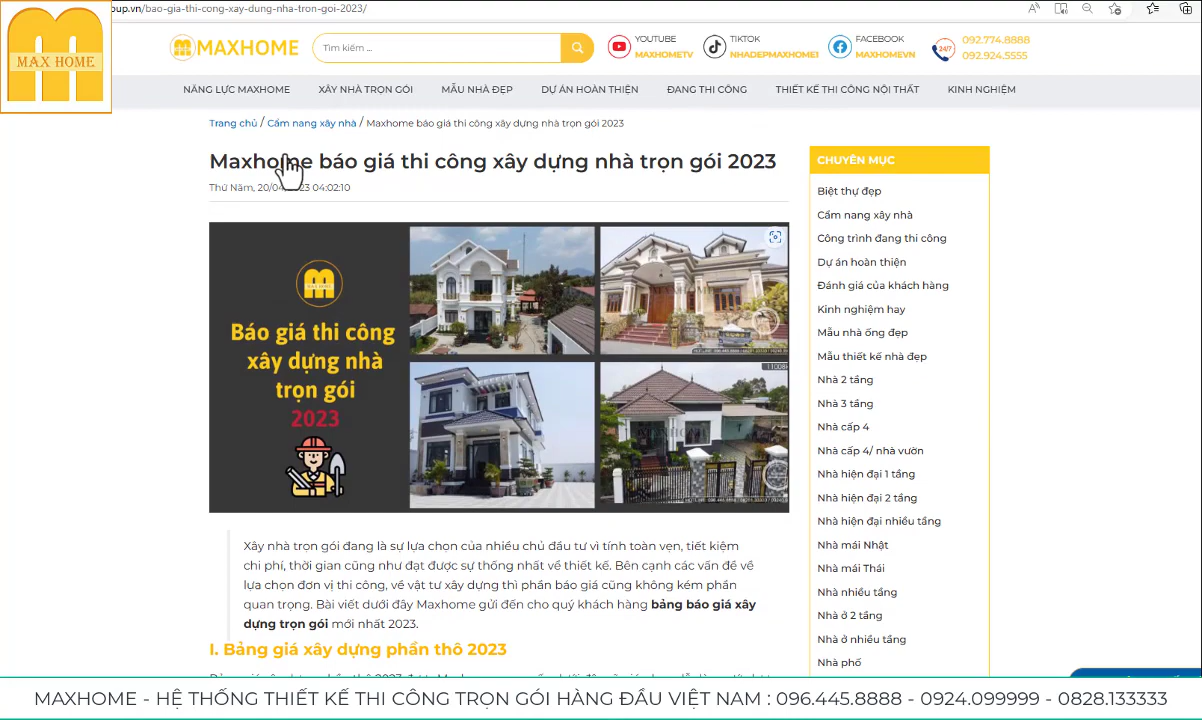 oup.vn/bao-gia-thi-cong-xay-dung-nha-tron-goi-2023/
MAX HOME
MAXHOME
Tìm kiếm ...
YOUTUBE
MAXHOMETV
TIKTOK
NHADEPMAXHOME1
FACEBOOK
MAXHOMEVN
24/7
092.774.8888
092.924.5555
NĂNG LỰC MAXHOME
XÂY NHÀ TRỌN GÓI
MẪU NHÀ ĐẸP
DỰ ÁN HOÀN THIỆN
ĐANG THI CÔNG
THIẾT KẾ THI CÔNG NỘI THẤT
KINH NGHIỆM
Trang chủ / Cẩm nang xây nhà / Maxhome báo giá thi công xây dựng nhà trọn gói 2023
Maxhome báo giá thi công xây dựng nhà trọn gói 2023
Thứ Năm, 20/04/2023 04:02:10
Báo giá thi công
xây dựng nhà
trọn gói
2023
Xây nhà trọn gói đang là sự lựa chọn của nhiều chủ đầu tư vì tính toàn vẹn, tiết kiệm
chi phí, thời gian cũng như đạt được sự thống nhất về thiết kế. Bên cạnh các vấn đề về
lựa chọn đơn vị thi công, về vật tư xây dựng thì phần báo giá cũng không kém phần
quan trọng. Bài viết dưới đây Maxhome gửi đến cho quý khách hàng bảng báo giá xây
dựng trọn gói mới nhất 2023.
I. Bảng giá xây dựng phần thô 2023
CHUYÊN MỤC
Biệt thự đẹp
Cẩm nang xây nhà
Công trình đang thi công
Dự án hoàn thiện
Đánh giá của khách hàng
Kinh nghiệm hay
Mẫu nhà ống đẹp
Mẫu thiết kế nhà đẹp
Nhà 2 tầng
Nhà 3 tầng
Nhà cấp 4
Nhà cấp 4/ nhà vườn
Nhà hiện đại 1 tầng
Nhà hiện đại 2 tầng
Nhà hiện đại nhiều tầng
Nhà mái Nhật
Nhà mái Thái
Nhà nhiều tầng
Nhà ở 2 tầng
Nhà ở nhiều tầng
Nhà phố
MAXHOME - HỆ THỐNG THIẾT KẾ THI CÔNG TRỌN GÓI HÀNG ĐẦU VIỆT NAM : 096.445.8888 - 0924.099999 - 0828.133333